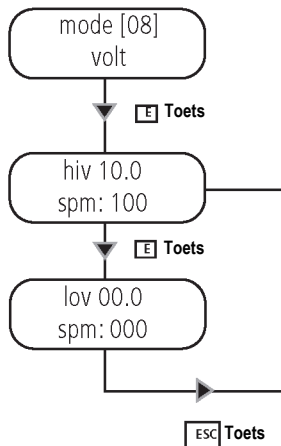 mode [08]
volt
E Toets
hiv 10.0
spm: 100
E Toets
lov 00.0
spm: 000
ESC Toets